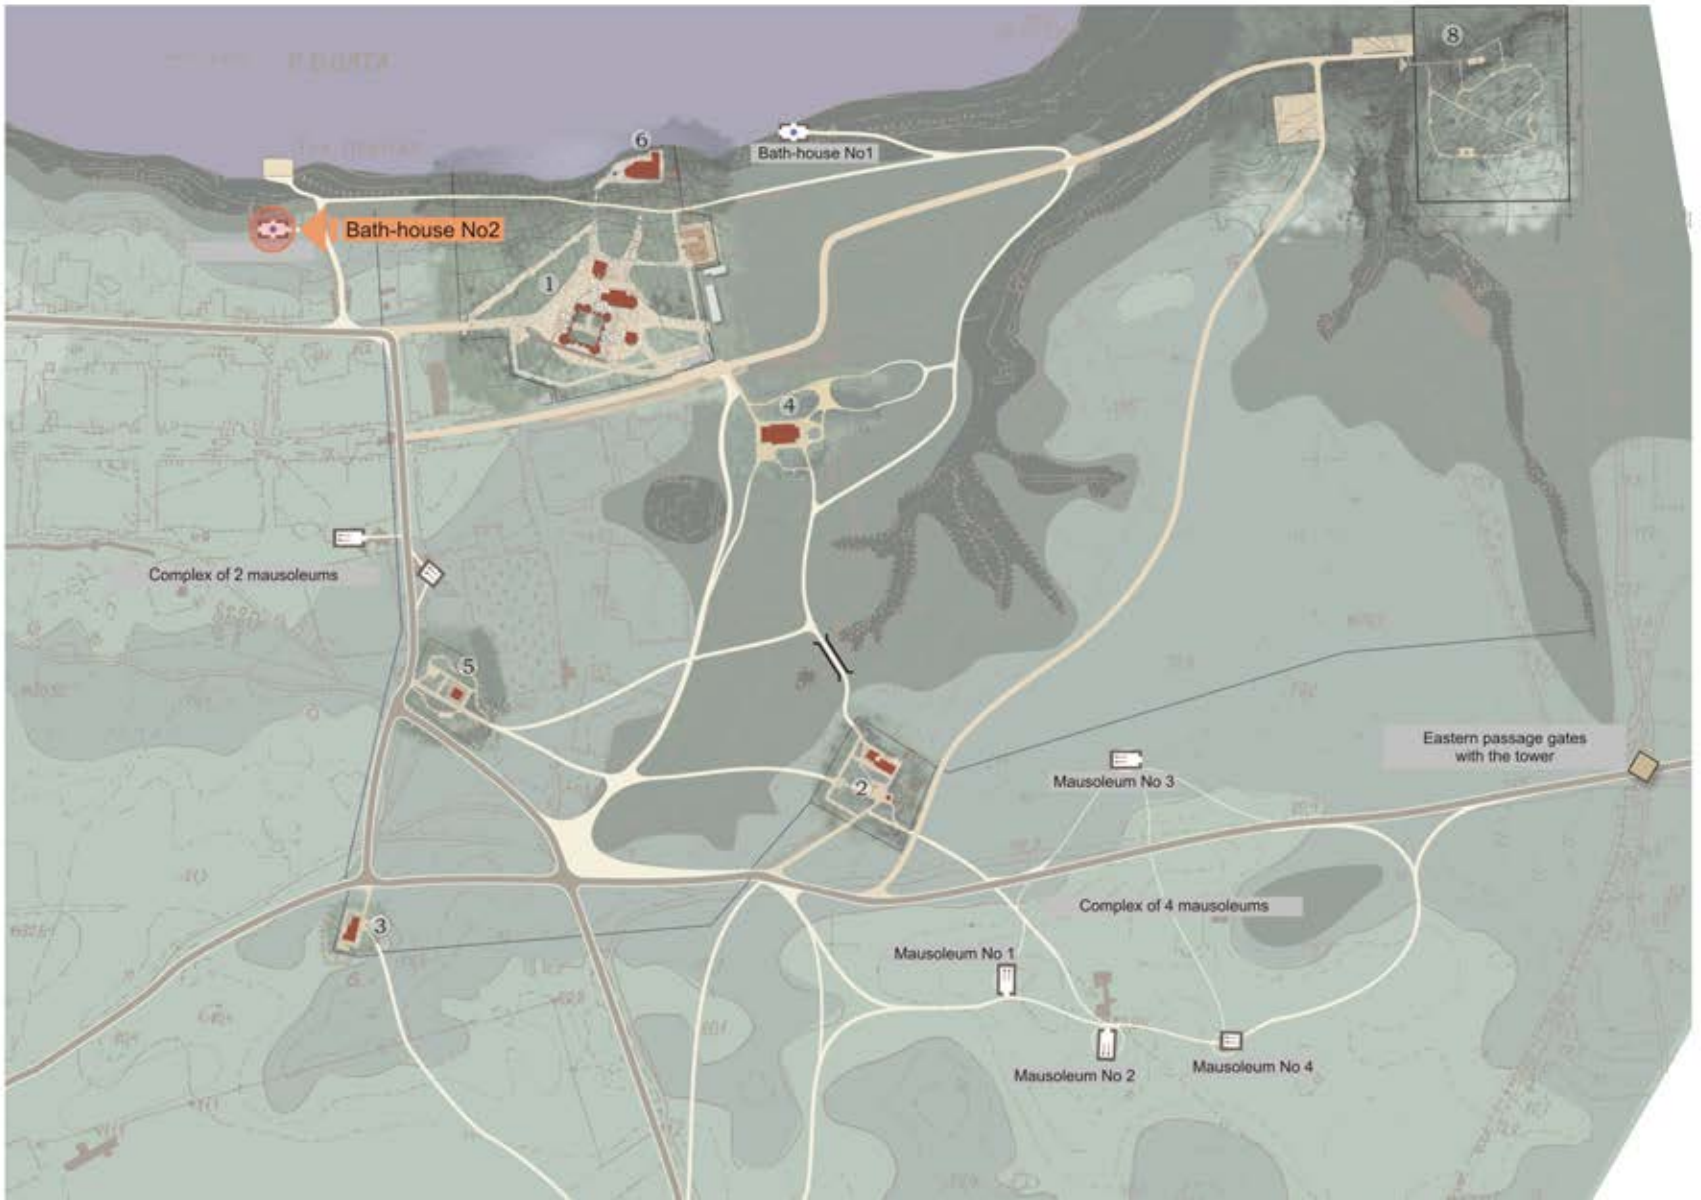 8
6
Bath-house No1
Bath-house No2
1
4
Complex of 2 mausoleums
5
Eastern passage gates
with the tower
Mausoleum No 3
2
Complex of 4 mausoleums
3
Mausoleum No 1
Mausoleum No 4
Mausoleum No 2